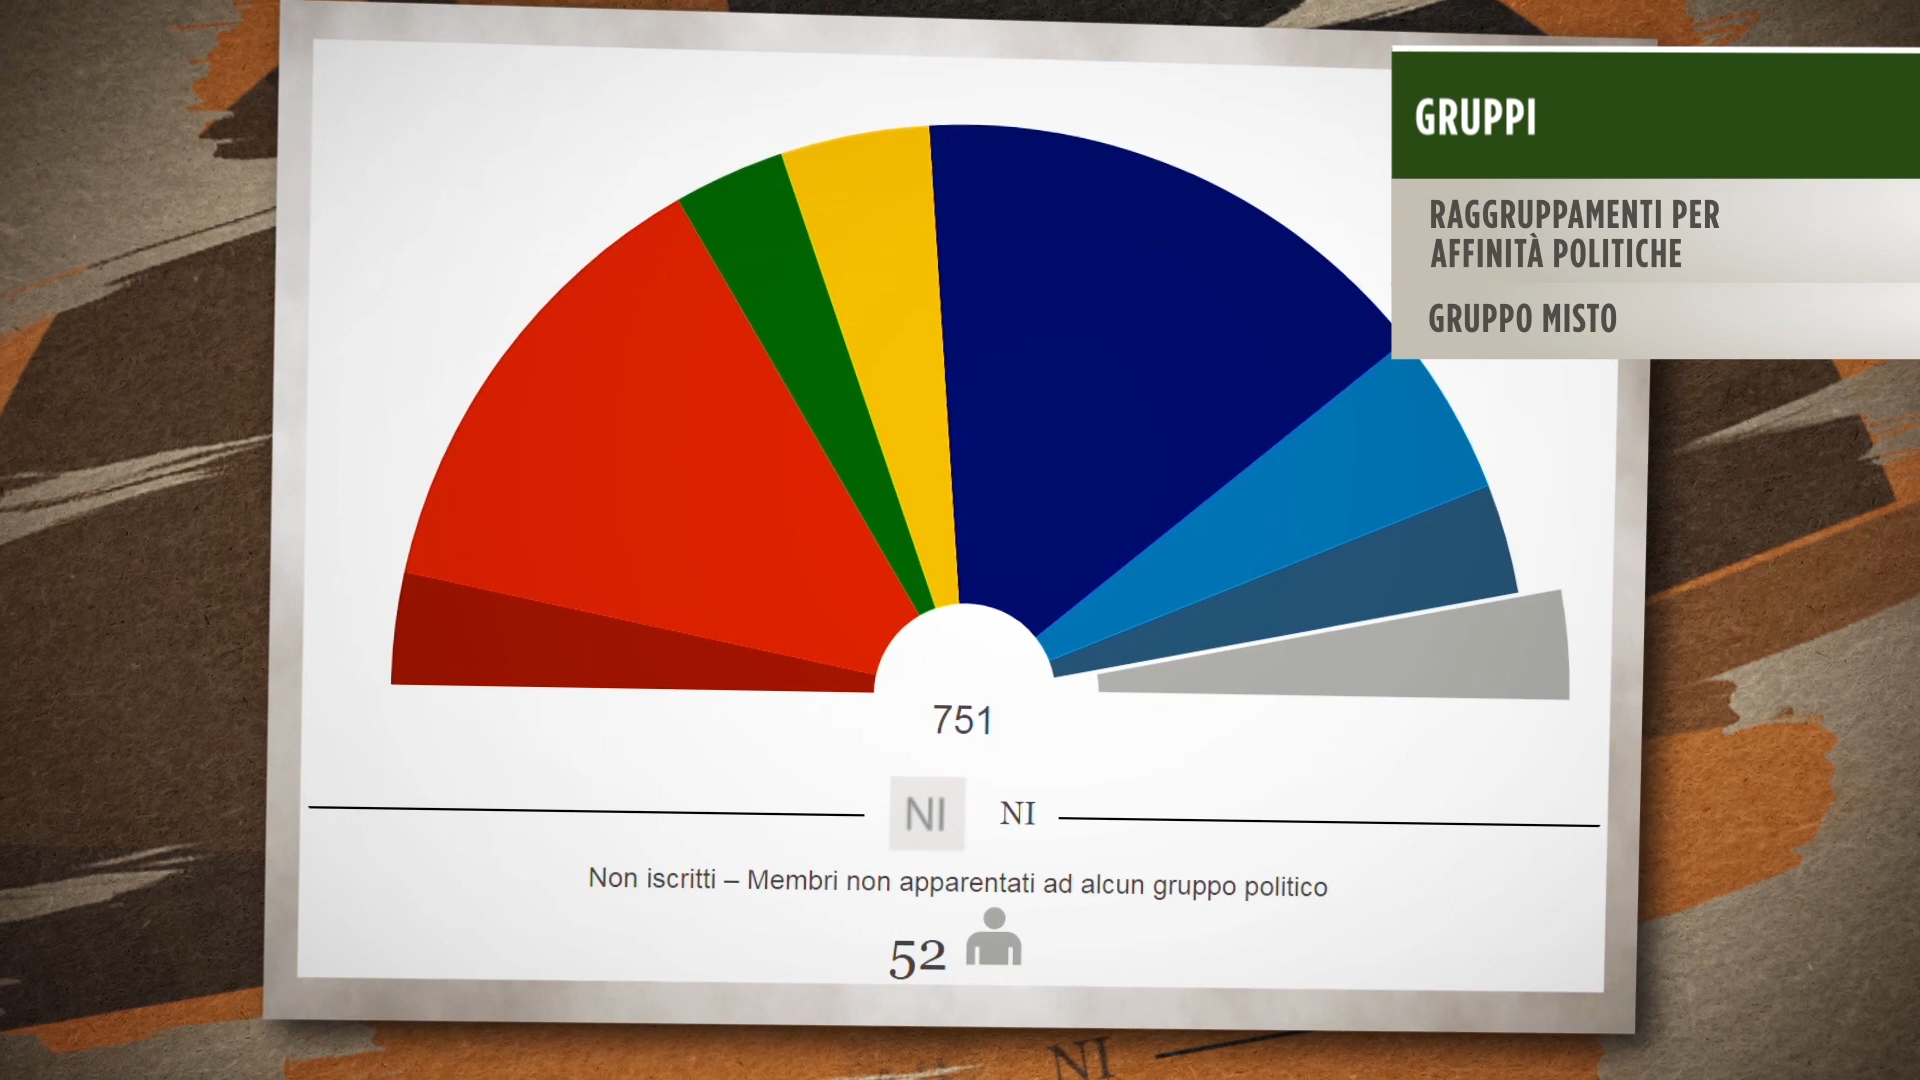 GRUPPI
RAGGRUPPAMENTI PER
AFFINITÀ POLITICHE
GRUPPO MISTO
751
NI NI
Non iscritti – Membri non apparentati ad alcun gruppo politico
52
NI